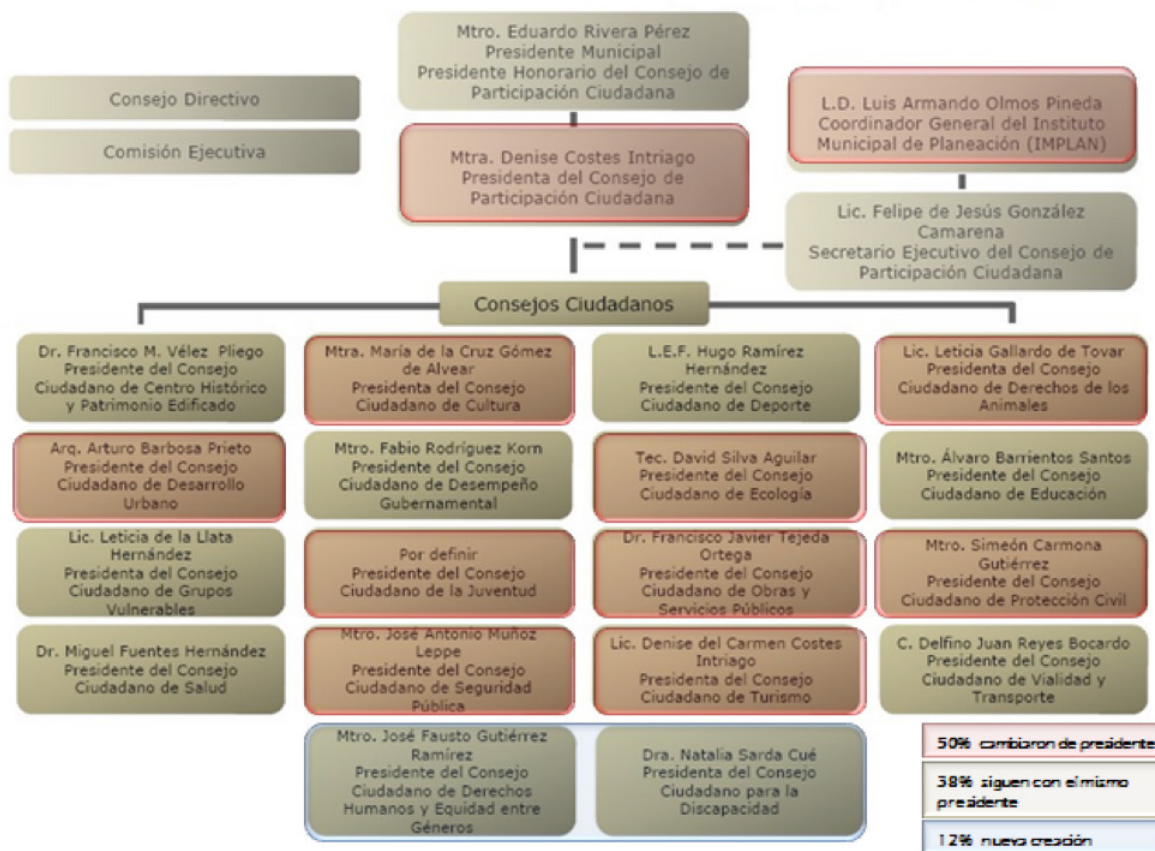 Mtro. Eduardo Rivera Pérez
Presidente Municipal
Presidente Honorario del Consejo de
Participación Ciudadana
Consejo Directivo
Comisión Ejecutiva
L.D. Luis Armando Olmos Pineda
Coordinador General del Instituto
Municipal de Planeación (IMPLAN)
Mtra. Denise Costes Intriago
Presidenta del Consejo de
Participación Ciudadana
Lic. Felipe de Jesús González
Camarena
Secretario Ejecutivo del Consejo de
Participación Ciudadana
Consejos Ciudadanos
Dr. Francisco M. Vélez Pliego
Presidente del Consejo
Ciudadano de Centro Histórico
y Patrimonio Edificado
Mtra. María de la Cruz Gómez
de Alvear
Presidenta del Consejo
Ciudadano de Cultura
L.E.F. Hugo Ramírez
Hernández
Presidente del Consejo
Ciudadano de Deporte
Lic. Leticia Gallardo de Tovar
Presidenta del Consejo
Ciudadano de Derechos de los
Animales
Arq. Arturo Barbosa Prieto
Presidente del Consejo
Ciudadano de Desarrollo
Urbano
Mtro. Fabio Rodríguez Korn
Presidente del Consejo
Ciudadano de Desempeño
Gubernamental
Tec. David Silva Aguilar
Presidente del Consejo
Ciudadano de Ecología
Mtro. Álvaro Barrientos Santos
Presidente del Consejo
Ciudadano de Educación
Lic. Leticia de la Llata
Hernández
Presidenta del Consejo
Ciudadano de Grupos
Vulnerables
Por definir
Presidente del Consejo
Ciudadano de la Juventud
Dr. Francisco Javier Tejeda
Ortega
Presidente del Consejo
Ciudadano de Obras y
Servicios Públicos
Mtro. Simeón Carmona
Gutiérrez
Presidente del Consejo
Ciudadano de Protección Civil
Dr. Miguel Fuentes Hernández
Presidente del Consejo
Ciudadano de Salud
Mtro. José Antonio Muñoz
Leppe
Presidente del Consejo
Ciudadano de Seguridad
Pública
Lic. Denise del Carmen Costes
Intriago
Presidenta del Consejo
Ciudadano de Turismo
C. Delfino Juan Reyes Bocardo
Presidente del Consejo
Ciudadano de Vialidad y
Transporte
Mtro. José Fausto Gutiérrez
Ramírez
Presidente del Consejo
Ciudadano de Derechos
Humanos y Equidad entre
Géneros
Dra. Natalia Sarda Cué
Presidenta del Consejo
Ciudadano para la
Discapacidad
50% cambiaron de presidente
38% siguen con el mismo
presidente
12% nueva creación